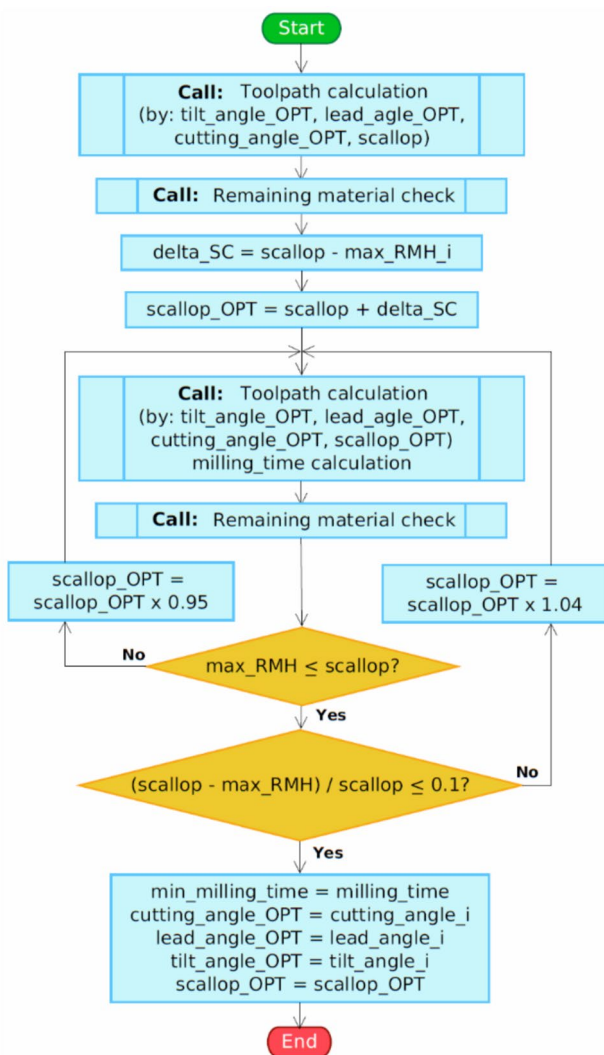 Start
Call: Toolpath calculation
(by: tilt_angle_OPT, lead_agle_OPT,
cutting_angle_OPT, scallop)
Call: Remaining material check
delta_SC = scallop - max_RMH_i
scallop_OPT = scallop + delta_SC
Call: Toolpath calculation
(by: tilt_angle_OPT, lead_agle_OPT,
cutting_angle_OPT, scallop_OPT)
milling_time calculation
Call: Remaining material check
scallop_OPT =
scallop_OPT x 0.95
scallop_OPT =
scallop_OPT x 1.04
No
max_RMH ≤ scallop?
Yes
(scallop - max_RMH) / scallop ≤ 0.1?
No
Yes
min_milling_time = milling_time
cutting_angle_OPT = cutting_angle_i
lead_angle_OPT = lead_angle_i
tilt_angle_OPT = tilt_angle_i
scallop_OPT = scallop_OPT
End